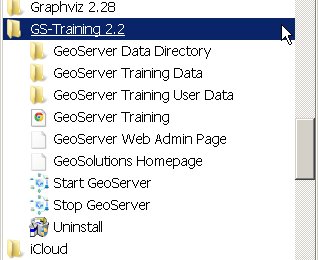 Graphviz 2.28
GS-Training 2.2
GeoServer Data Directory
GeoServer Training Data
GeoServer Training User Data
GeoServer Training
GeoServer Web Admin Page
GeoSolutions Homepage
Start GeoServer
Stop GeoServer
Uninstall
iCloud